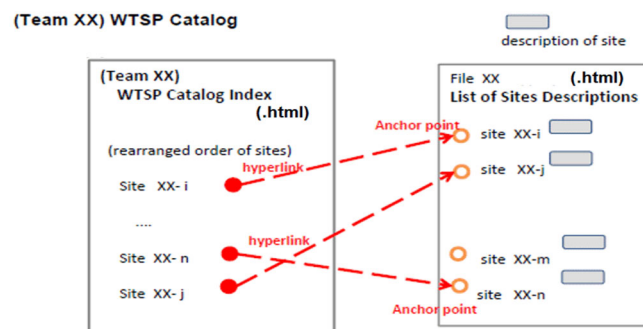 (Team XX) WTSP Catalog
description of site
(Team XX)
WTSP Catalog Index
(.html)
(rearranged order of sites)
Site XX- i
....
Site XX- n
Site XX- j
hyperlink
hyperlink
Anchor point
Anchor point
File XX (.html)
List of Sites Descriptions
site XX-i
site XX-j
site XX-m
site XX-n